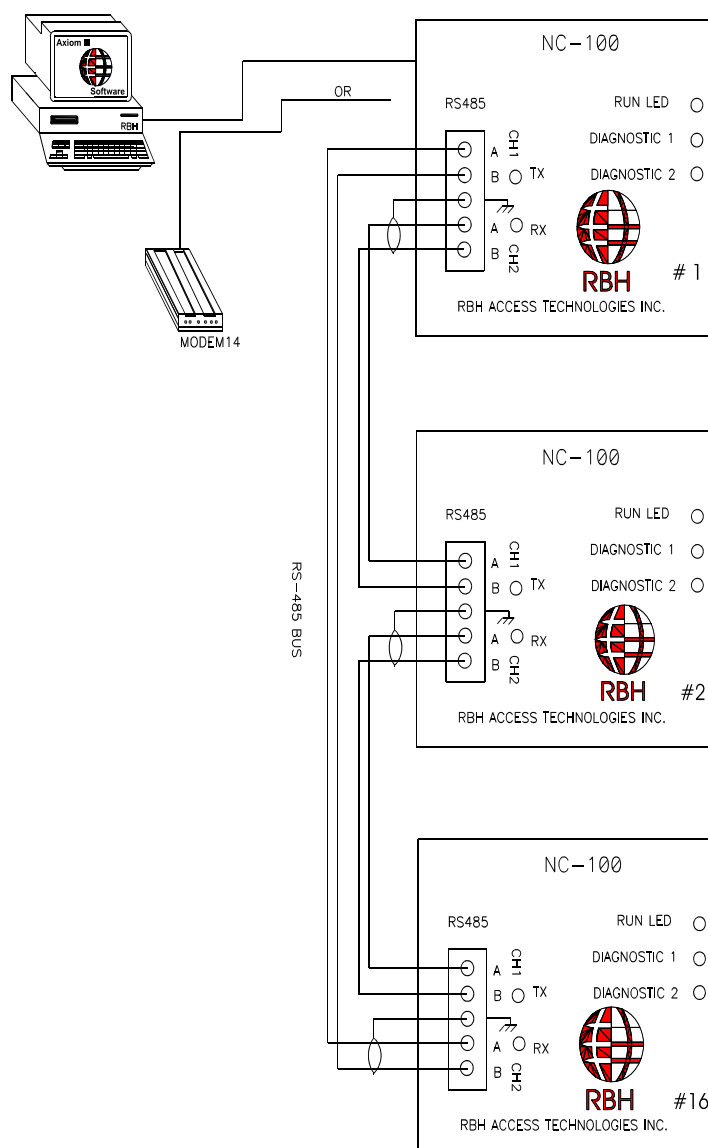 Axiom
Software
RBH
OR
MODEM14
NC-100
RS485
RUN LED
DIAGNOSTIC 1
DIAGNOSTIC 2
A
CH1
B
TX
A
RX
B
CH2
RBH
# 1
RBH ACCESS TECHNOLOGIES INC.
RS-485 BUS
NC-100
RS485
RUN LED
DIAGNOSTIC 1
DIAGNOSTIC 2
A
CH1
B
TX
A
RX
B
CH2
RBH
#2
RBH ACCESS TECHNOLOGIES INC.
NC-100
RS485
RUN LED
DIAGNOSTIC 1
DIAGNOSTIC 2
A
CH1
B
TX
A
RX
B
CH2
RBH
#16
RBH ACCESS TECHNOLOGIES INC.